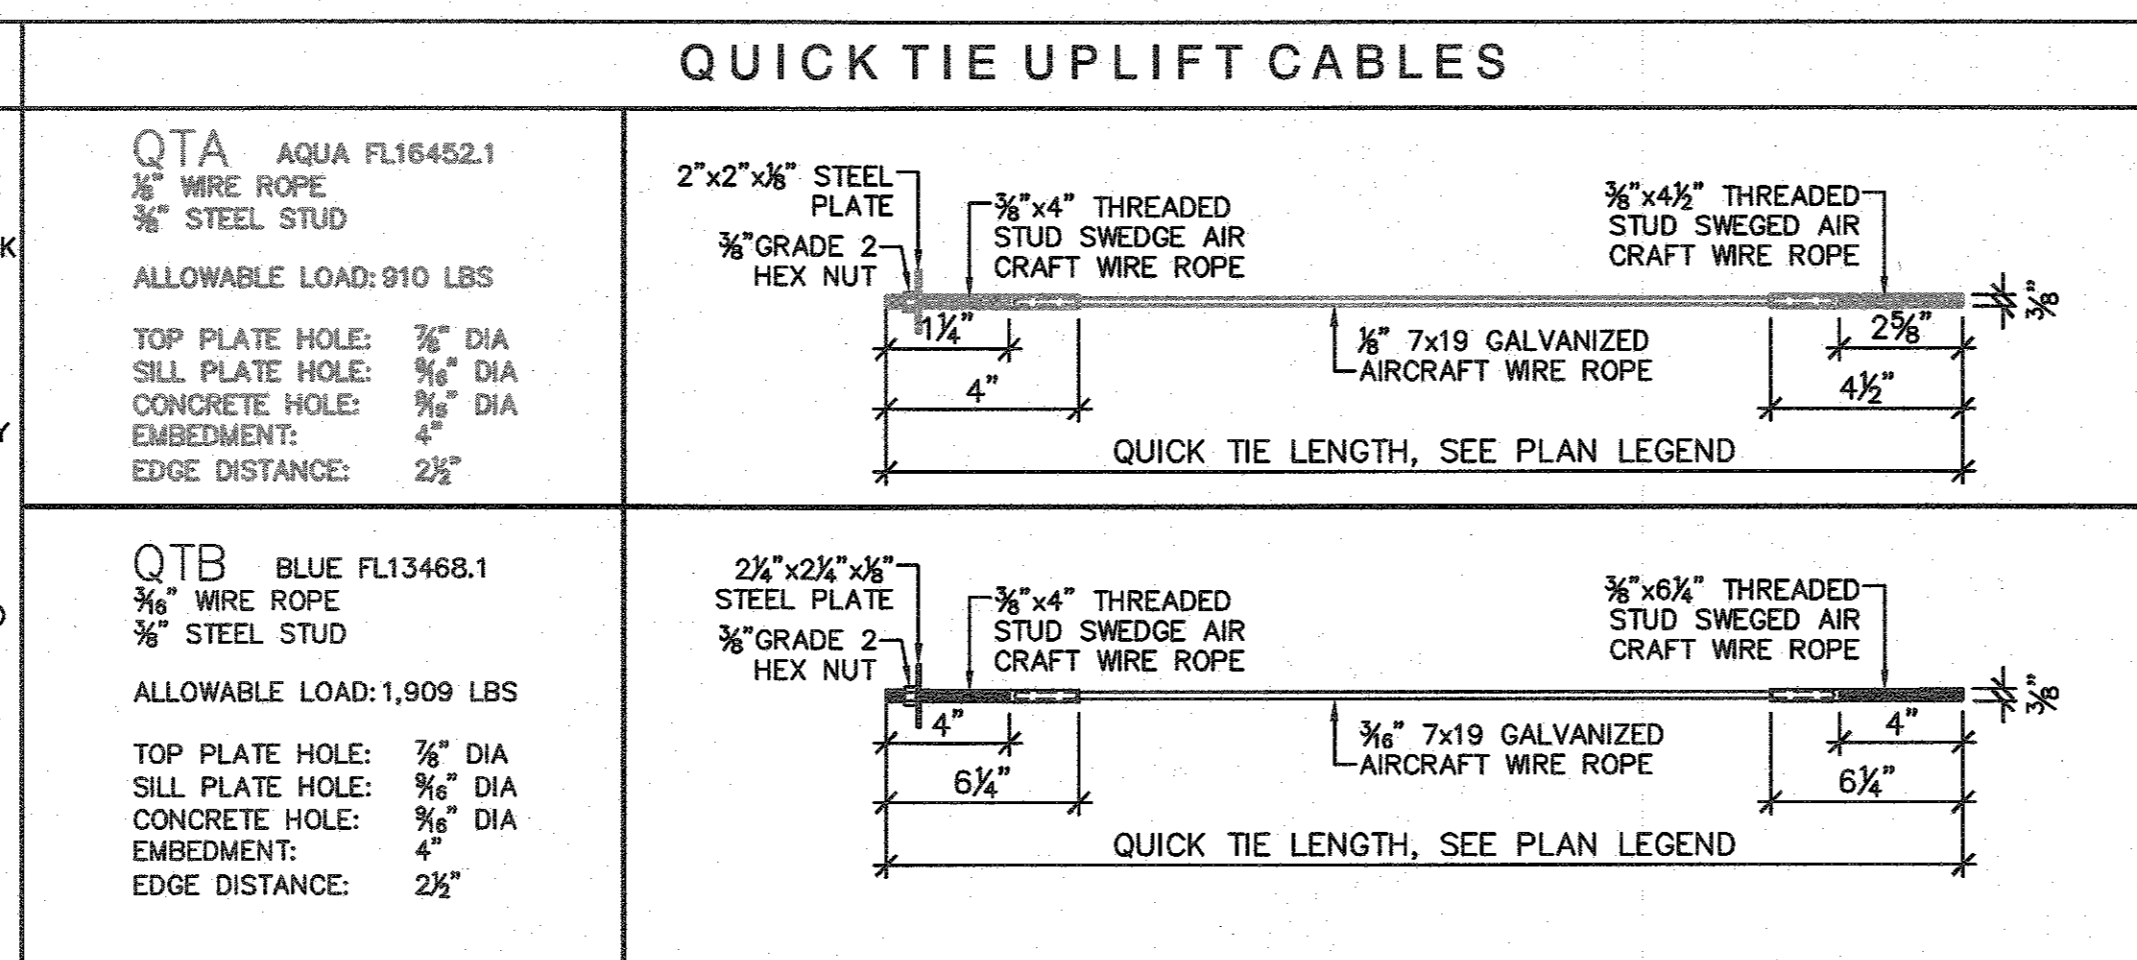 QUICK TIE UPLIFT CABLES
QTA AQUA FL16452.1
⅛" WIRE ROPE
⅜" STEEL STUD
ALLOWABLE LOAD: 910 LBS
TOP PLATE HOLE: ⅞" DIA
SILL PLATE HOLE: 9/16" DIA
CONCRETE HOLE: 9/16" DIA
EMBEDMENT: 4"
EDGE DISTANCE: 2½"
2"x2"x⅛" STEEL
PLATE
⅜"GRADE 2
HEX NUT
⅜"x4" THREADED
STUD SWEDGE AIR
CRAFT WIRE ROPE
⅜"x4½" THREADED
STUD SWEGED AIR
CRAFT WIRE ROPE
⅜"
1¼"
4"
⅛" 7x19 GALVANIZED
AIRCRAFT WIRE ROPE
2⅝"
4½"
QUICK TIE LENGTH, SEE PLAN LEGEND
QTB BLUE FL13468.1
3/16" WIRE ROPE
⅜" STEEL STUD
ALLOWABLE LOAD: 1,909 LBS
TOP PLATE HOLE: ⅞" DIA
SILL PLATE HOLE: 9/16" DIA
CONCRETE HOLE: 9/16" DIA
EMBEDMENT: 4"
EDGE DISTANCE: 2½"
2¼"x2¼"x⅛"
STEEL PLATE
⅜"GRADE 2
HEX NUT
⅜"x4" THREADED
STUD SWEDGE AIR
CRAFT WIRE ROPE
⅜"x6¼" THREADED
STUD SWEGED AIR
CRAFT WIRE ROPE
⅜"
4"
6¼"
3/16" 7x19 GALVANIZED
AIRCRAFT WIRE ROPE
4"
6¼"
QUICK TIE LENGTH, SEE PLAN LEGEND
K
Y